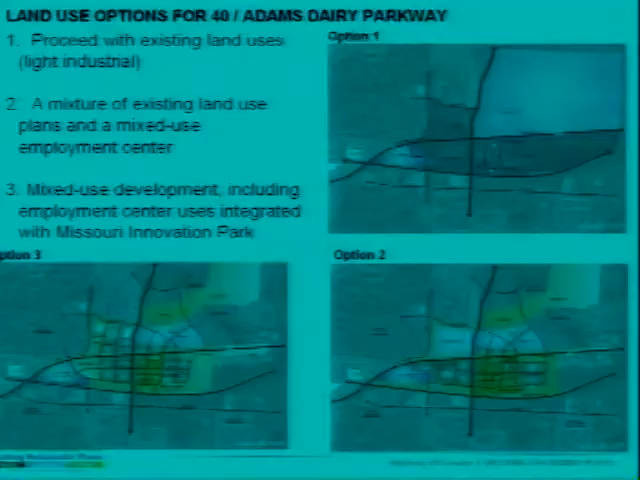 LAND USE OPTIONS FOR 40 / ADAMS DAIRY PARKWAY
1. Proceed with existing land uses
(light industrial)
2. A mixture of existing land use
plans and a mixed-use
employment center
3. Mixed-use development, including
employment center uses integrated
with Missouri Innovation Park
Option 1
ption 3
Option 2